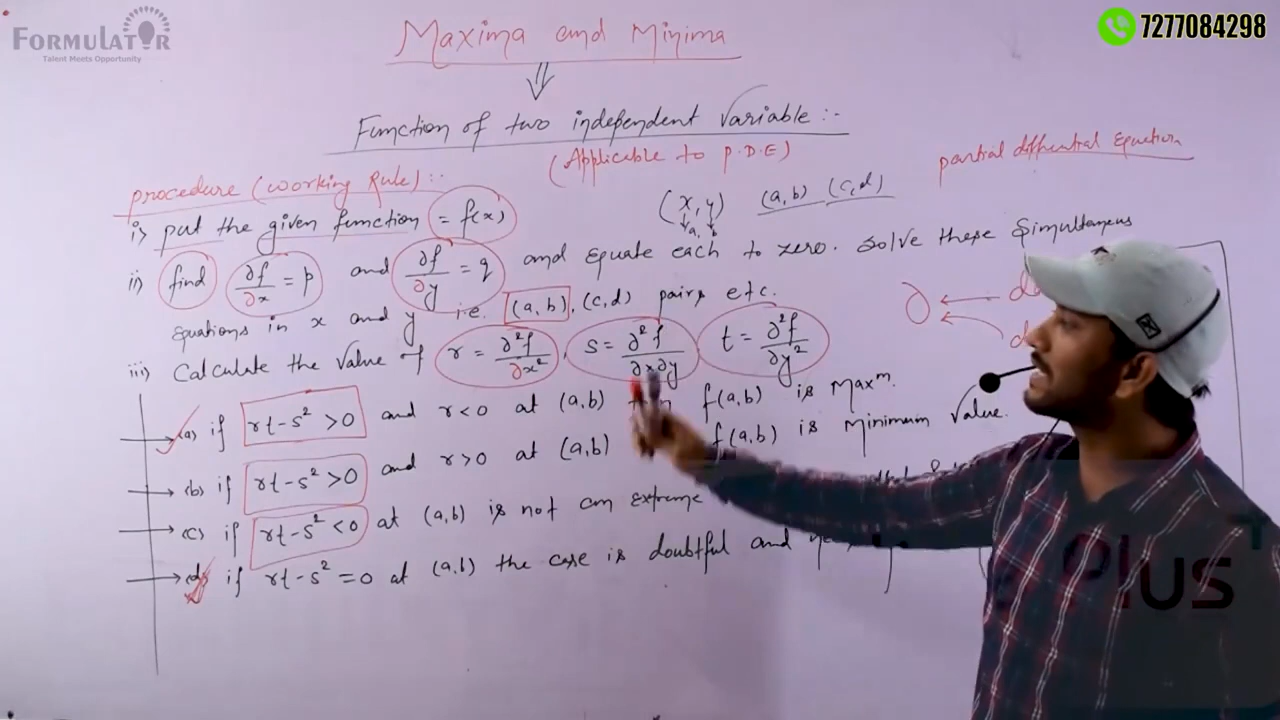 FORMULATOR
Talent Meets Opportunity
7277084298
Maxima and Minima
⇓
Function of two independent Variable :-
(Applicable to P.D.E)
partial diffrential Equation
procedure (working Rule) :-
(x, y) (a,b) (c,d)
↓a, ↓b
i) put the given function = f(x)
ii) find ∂f/∂x = p and ∂f/∂y = q and equate each to zero. Solve these Simultaneus
Equations in x and y i.e. (a,b), (c,d) pairs etc.
∂
iii) Calculate the Value of r = ∂²f/∂x², s = ∂²f/∂x∂y, t = ∂²f/∂y²
(a) if rt-s² >0 and r<0 at (a,b) f(a,b) is Maxᵐ.
(b) if rt-s² >0 and r>0 at (a,b) f(a,b) is minimum Value.
(c) if rt-s² <0 at (a,b) is not an extreme
(d) if rt-s² =0 at (a,b) the case is doubtful and
Plus